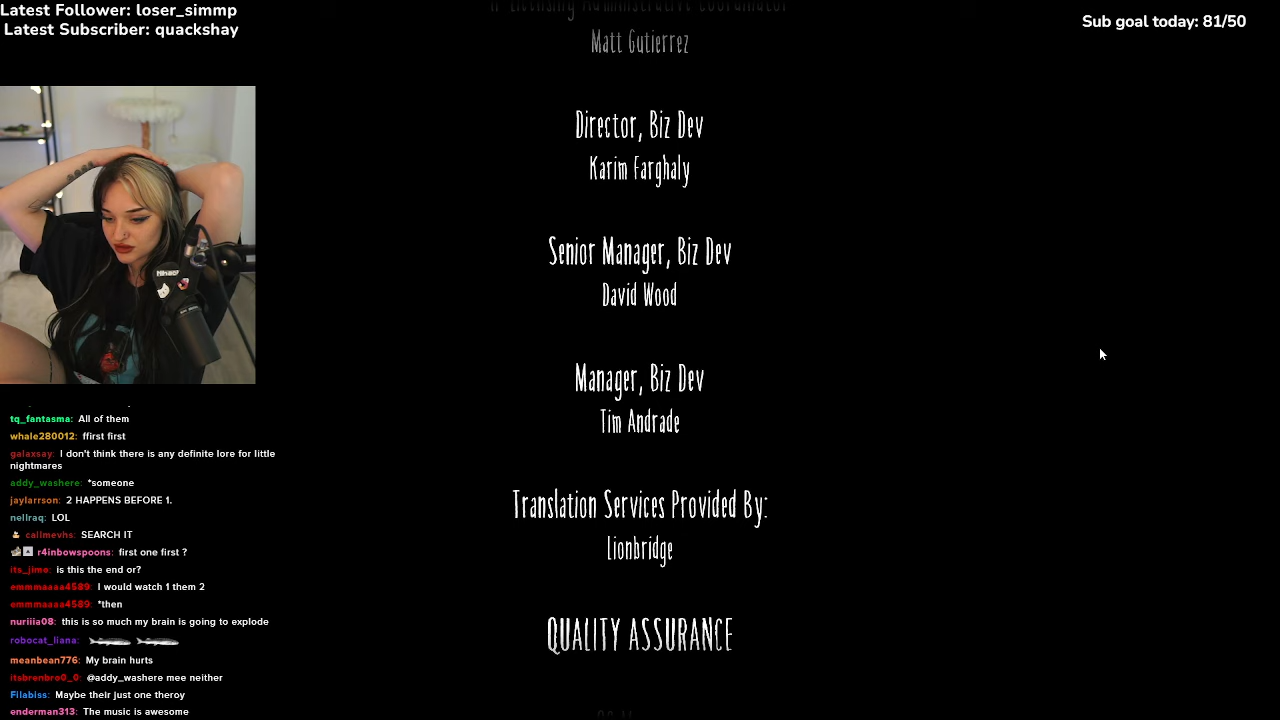 Latest Follower: loser_simmp
Latest Subscriber: quackshay
Sub goal today: 81/50
Matt Gutierrez
Director, Biz Dev
Karim Farghaly
Senior Manager, Biz Dev
David Wood
Manager, Biz Dev
Tim Andrade
Translation Services Provided By:
Lionbridge
QUALITY ASSURANCE
tq_fantasma: All of them
whale280012: ffirst first
galaxsay: I don't think there is any definite lore for little
nightmares
addy_washere: *someone
jaylarrson: 2 HAPPENS BEFORE 1.
nellraq: LOL
callmevhs: SEARCH IT
r4inbowspoons: first one first ?
its_jimo: is this the end or?
emmmaaaa4589: I would watch 1 them 2
emmmaaaa4589: *then
nuriiia08: this is so much my brain is going to explode
robocat_liana:
meanbean776: My brain hurts
itsbrenbro0_0: @addy_washere mee neither
Filabiss: Maybe their just one theroy
enderman313: The music is awesome